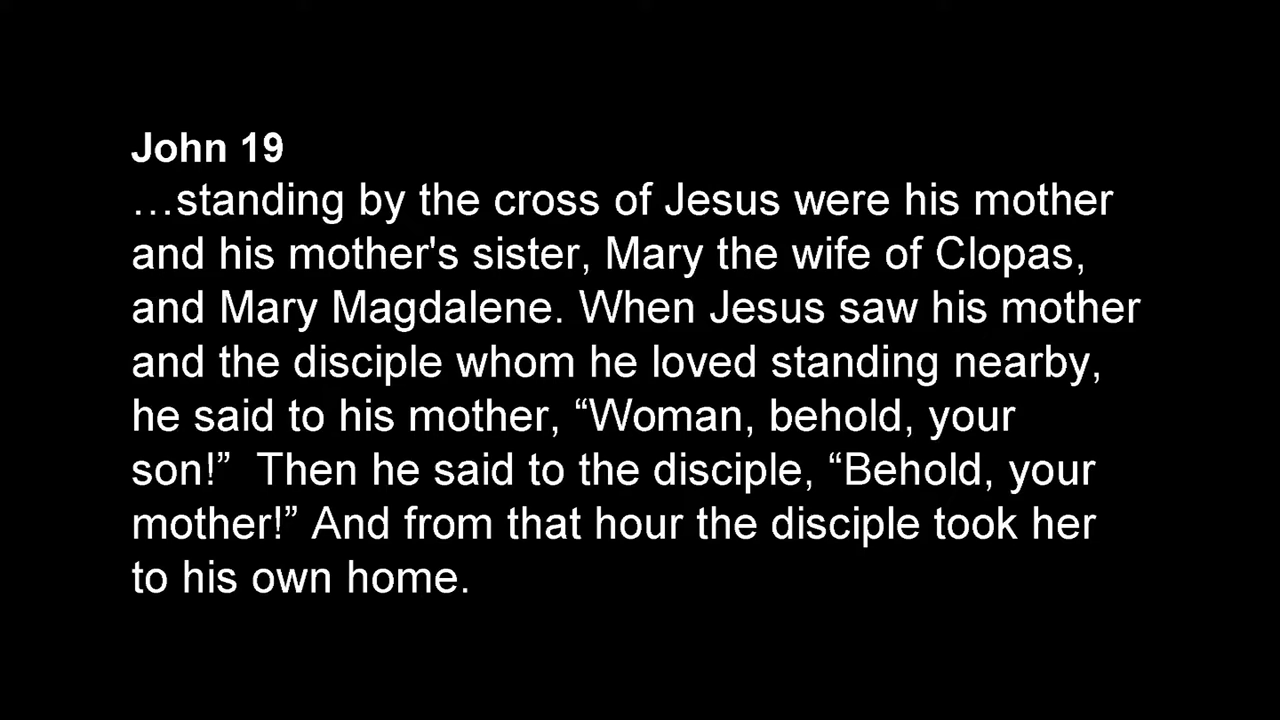 John 19
…standing by the cross of Jesus were his mother
and his mother's sister, Mary the wife of Clopas,
and Mary Magdalene. When Jesus saw his mother
and the disciple whom he loved standing nearby,
he said to his mother, “Woman, behold, your
son!”  Then he said to the disciple, “Behold, your
mother!” And from that hour the disciple took her
to his own home.